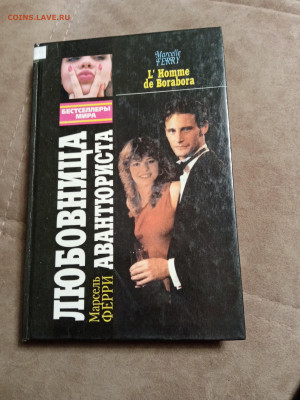 COINS.LAVE.RU
Marcelle
FERRY
L' Homme
de Borabora
БЕСТСЕЛЛЕРЫ
МИРА
ЛЮБОВНИЦА
АВАНТЮРИСТА
Марсель
ФЕРРИ